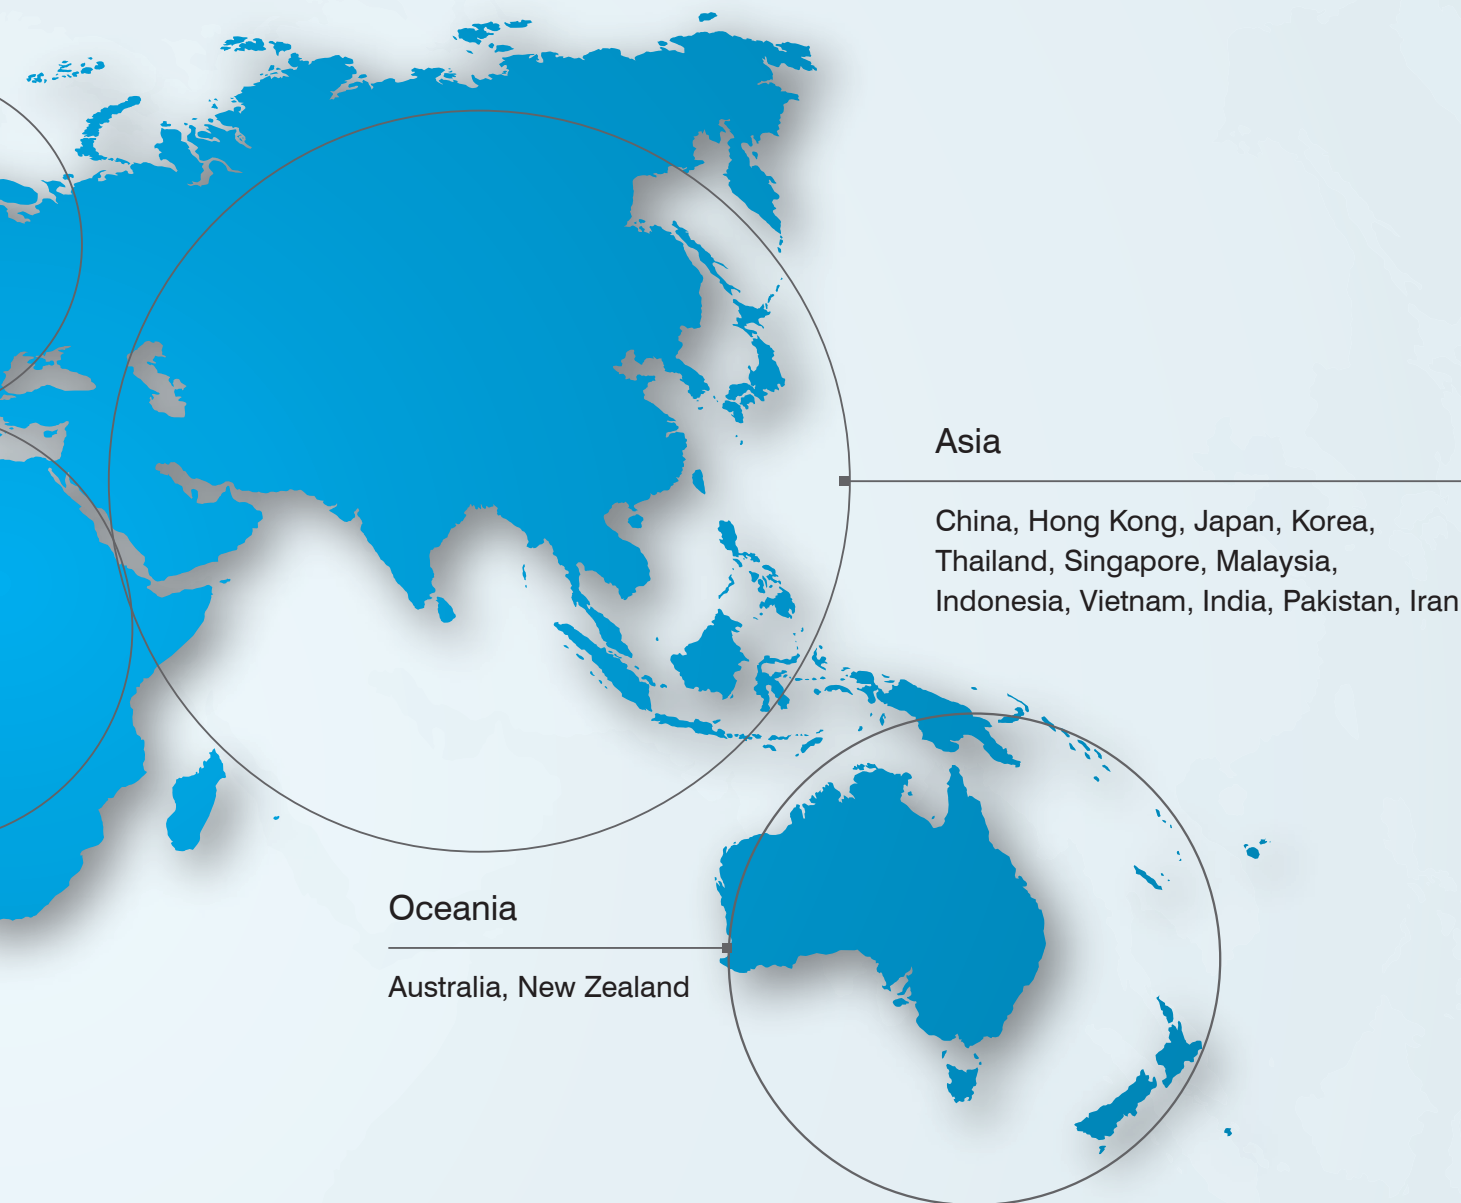 Asia
China, Hong Kong, Japan, Korea,
Thailand, Singapore, Malaysia,
Indonesia, Vietnam, India, Pakistan, Iran
Oceania
Australia, New Zealand